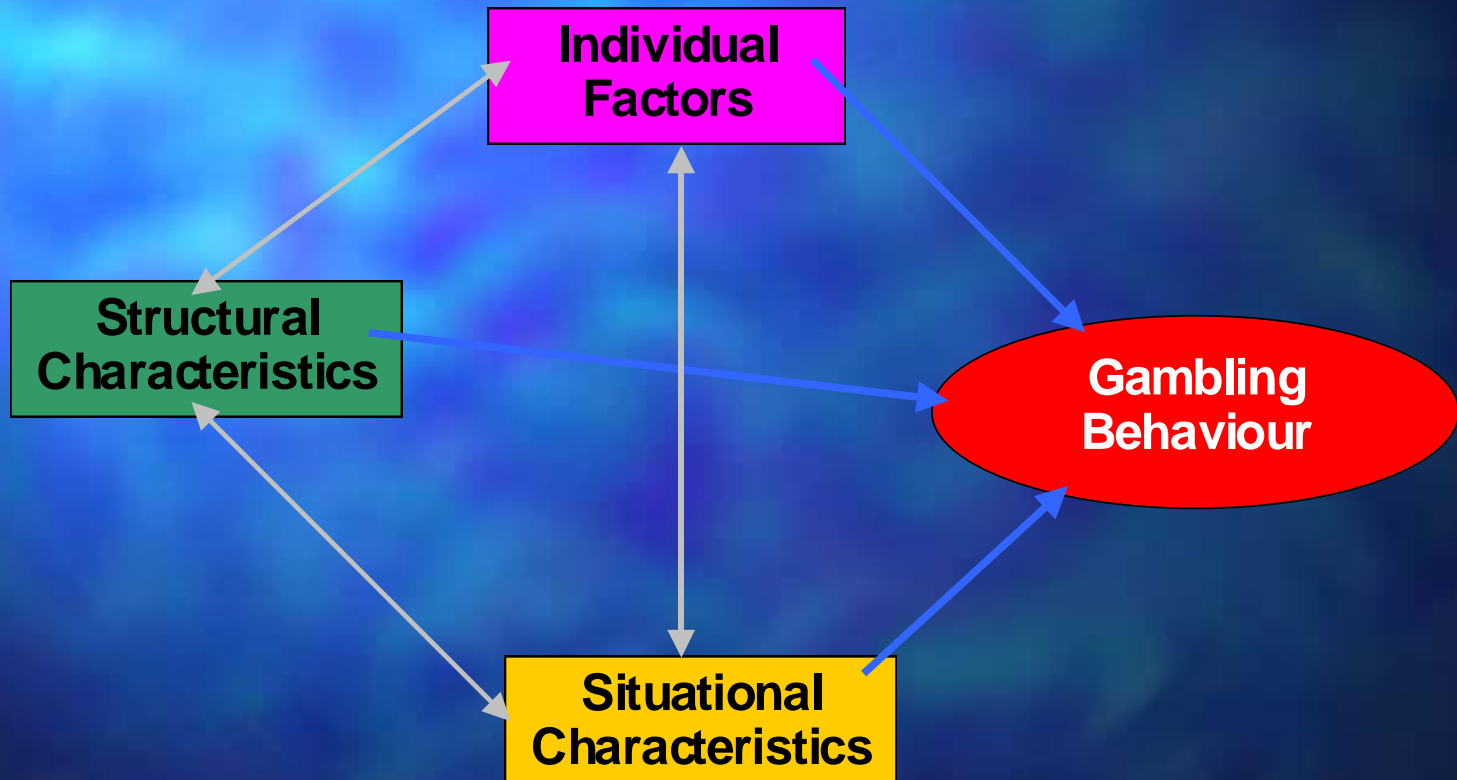 Individual
Factors
Structural
Characteristics
Gambling
Behaviour
Situational
Characteristics